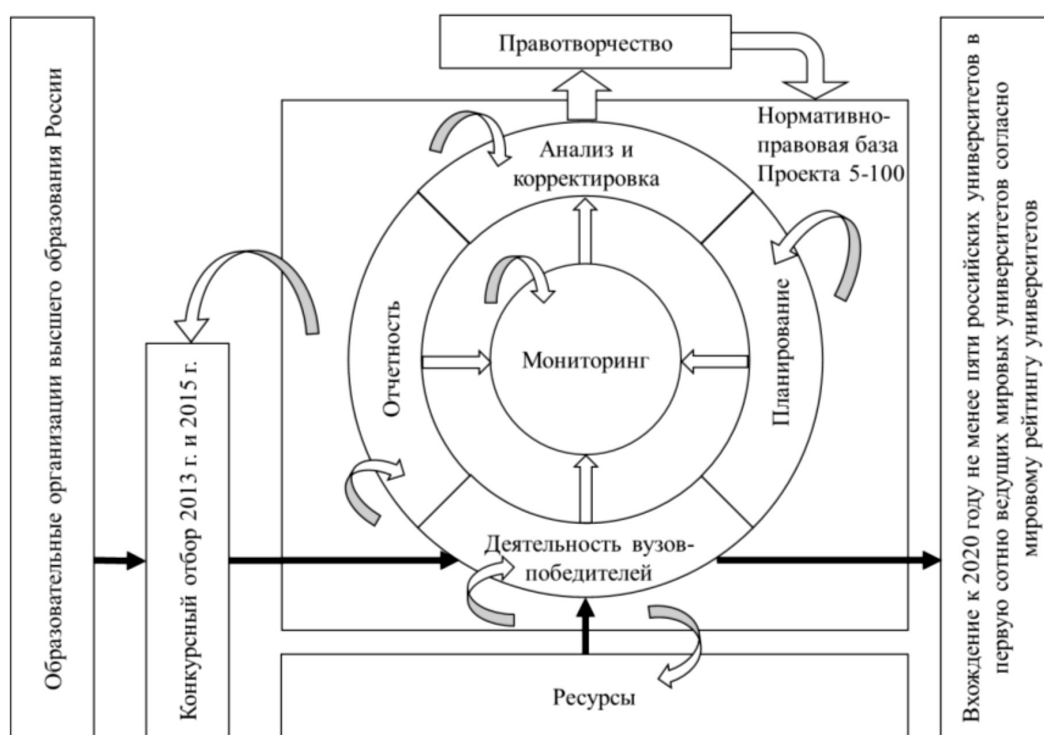 Образовательные организации высшего образования России
Конкурсный отбор 2013 г. и 2015 г.
Правотворчество
Нормативно-
правовая база
Проекта 5-100
Анализ и
корректировка
Отчетность
Мониторинг
Планирование
Деятельность вузов-
победителей
Ресурсы
Вхождение к 2020 году не менее пяти российских университетов в
первую сотню ведущих мировых университетов согласно
мировому рейтингу университетов